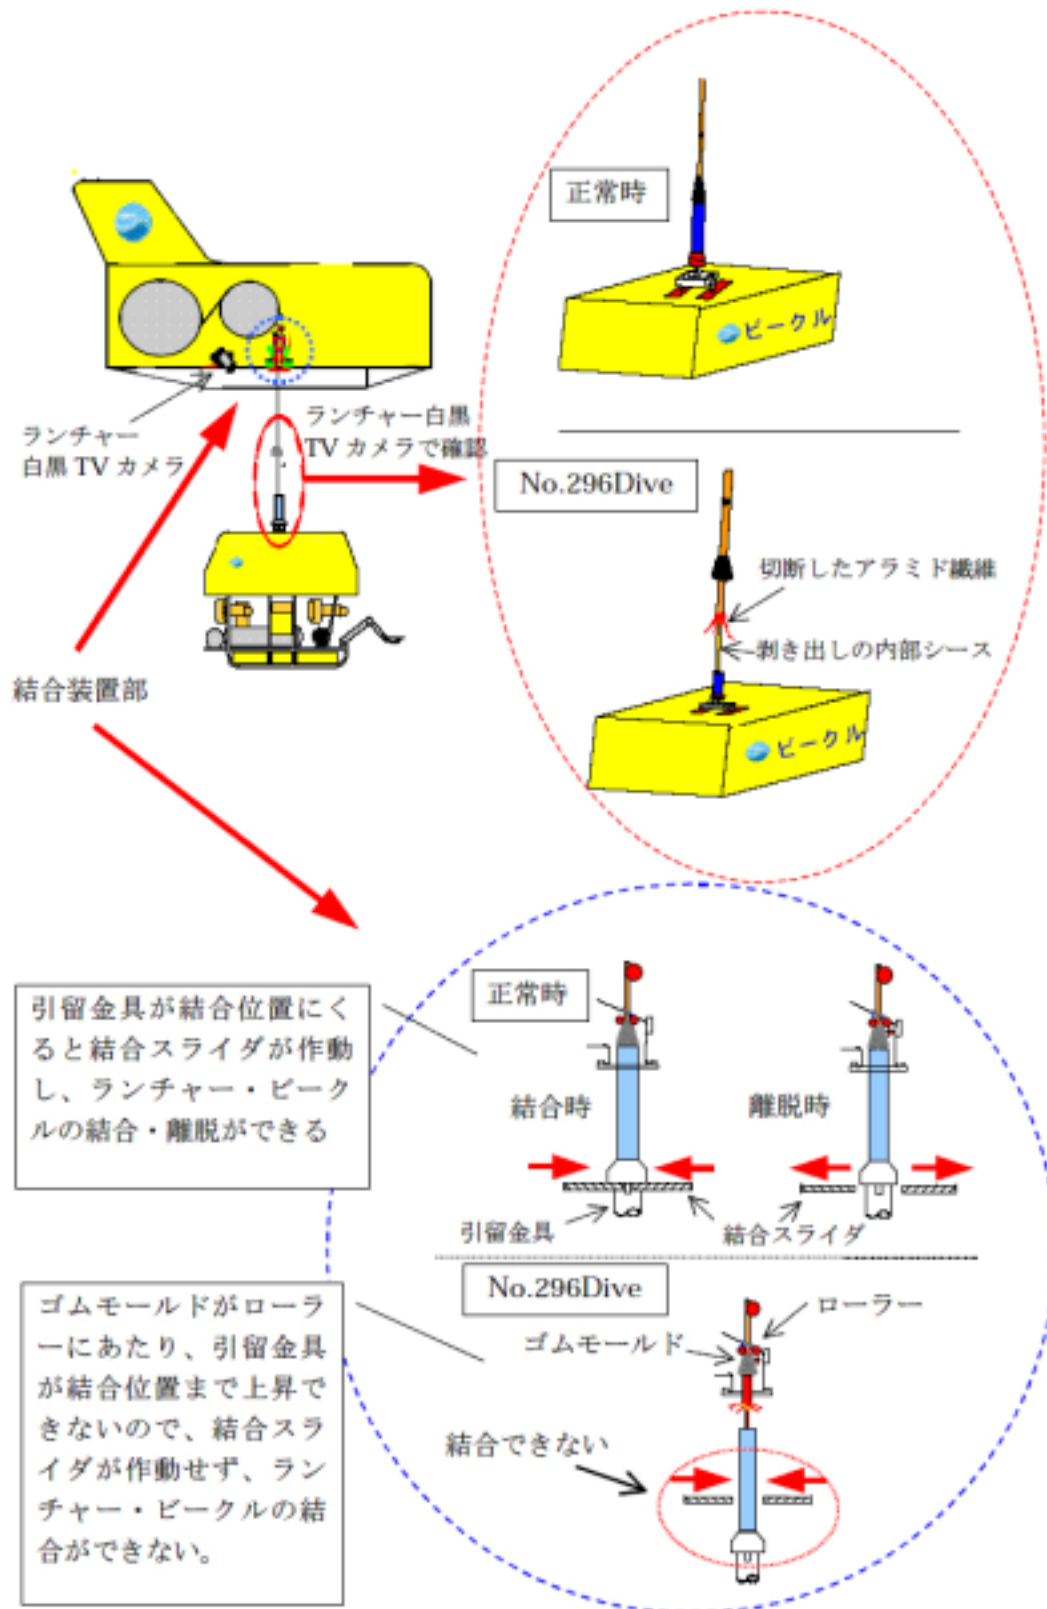 正常時
ビークル
ランチャー
白黒 TV カメラ
ランチャー白黒
TV カメラで確認
No.296Dive
切断したアラミド繊維
剥き出しの内部シース
ビークル
結合装置部
引留金具が結合位置にく
ると結合スライダが作動
し、ランチャー・ビーク
ルの結合・離脱ができる
正常時
結合時
離脱時
引留金具
結合スライダ
No.296Dive
ゴムモールドがローラ
ーにあたり、引留金具
が結合位置まで上昇で
きないので、結合スラ
イダが作動せず、ラン
チャー・ビークルの結
合ができない。
ローラー
ゴムモールド
結合できない